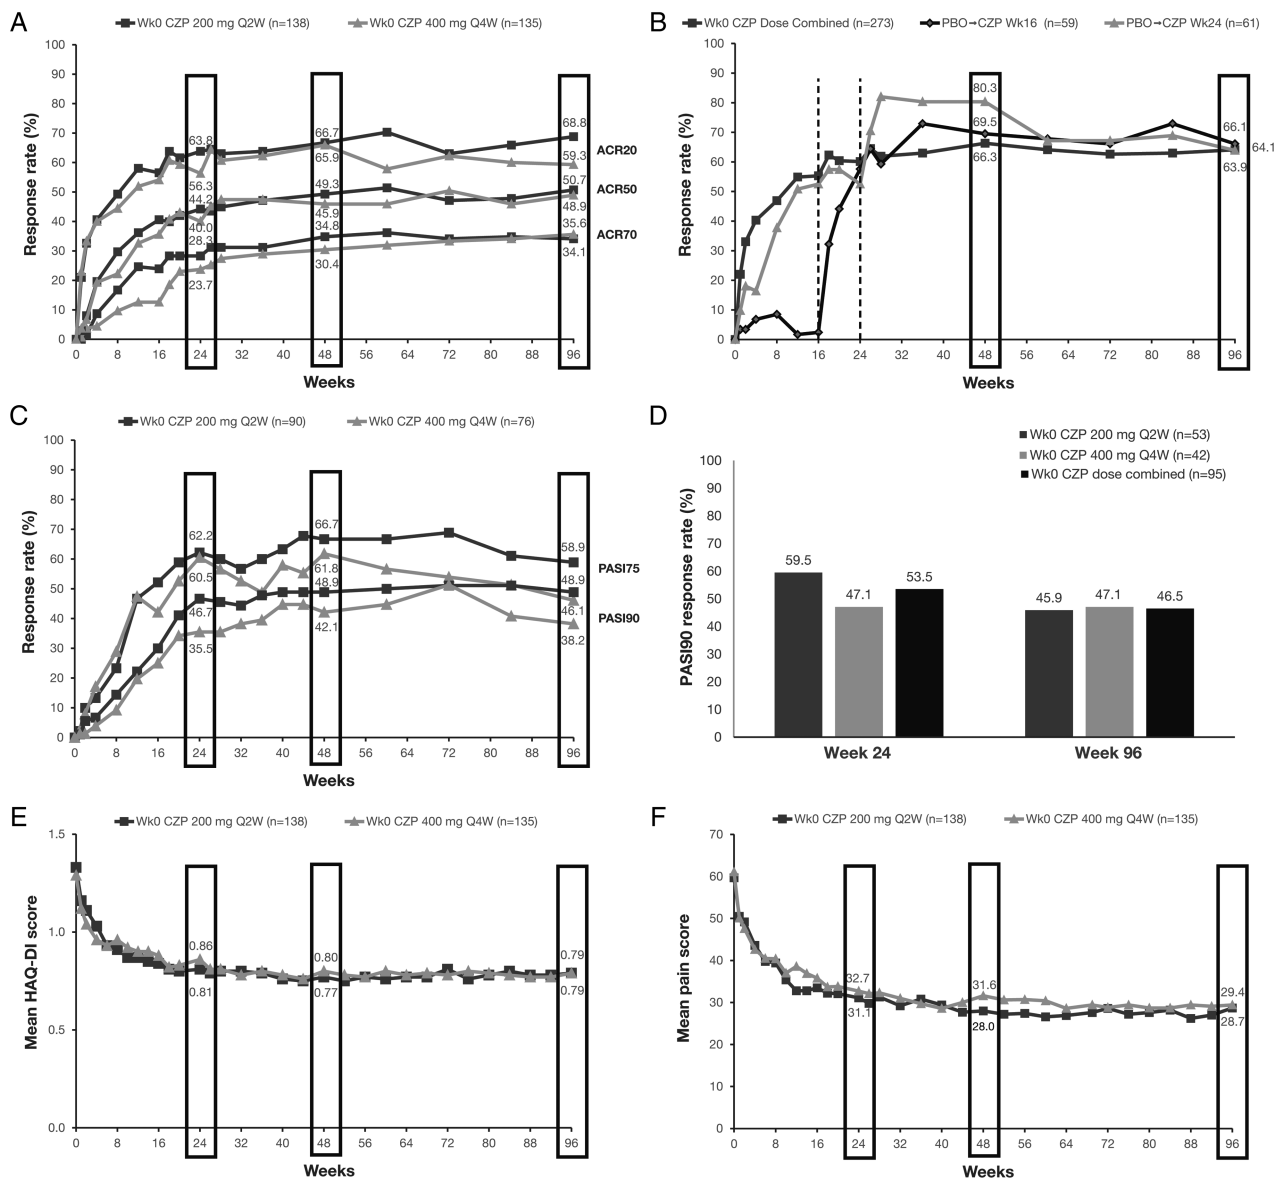 A
Wk0 CZP 200 mg Q2W (n=138)
Wk0 CZP 400 mg Q4W (n=135)
Response rate (%)
100
90
80
70
60
50
40
30
20
10
0
63.8
56.3
44.2
40.0
28.3
23.7
66.7
65.9
49.3
45.9
34.8
30.4
68.8
59.3
50.7
48.9
35.6
34.1
ACR20
ACR50
ACR70
0 8 16 24 32 40 48 56 64 72 80 88 96
Weeks
B
Wk0 CZP Dose Combined (n=273)
PBO→CZP Wk16 (n=59)
PBO→CZP Wk24 (n=61)
Response rate (%)
100
90
80
70
60
50
40
30
20
10
0
80.3
69.5
66.3
66.1
64.1
63.9
0 8 16 24 32 40 48 56 64 72 80 88 96
Weeks
C
Wk0 CZP 200 mg Q2W (n=90)
Wk0 CZP 400 mg Q4W (n=76)
Response rate (%)
100
90
80
70
60
50
40
30
20
10
0
62.2
60.5
46.7
35.5
66.7
61.8
48.9
42.1
58.9
48.9
46.1
38.2
PASI75
PASI90
0 8 16 24 32 40 48 56 64 72 80 88 96
Weeks
D
Wk0 CZP 200 mg Q2W (n=53)
Wk0 CZP 400 mg Q4W (n=42)
Wk0 CZP dose combined (n=95)
PASI90 response rate (%)
100
90
80
70
60
50
40
30
20
10
0
59.5
47.1
53.5
45.9
47.1
46.5
Week 24
Week 96
E
Wk0 CZP 200 mg Q2W (n=138)
Wk0 CZP 400 mg Q4W (n=135)
Mean HAQ-DI score
1.5
1.0
0.5
0.0
0.86
0.81
0.80
0.77
0.79
0.79
0 8 16 24 32 40 48 56 64 72 80 88 96
Weeks
F
Wk0 CZP 200 mg Q2W (n=138)
Wk0 CZP 400 mg Q4W (n=135)
Mean pain score
70
60
50
40
30
20
10
0
32.7
31.1
31.6
28.0
29.4
28.7
0 8 16 24 32 40 48 56 64 72 80 88 96
Weeks